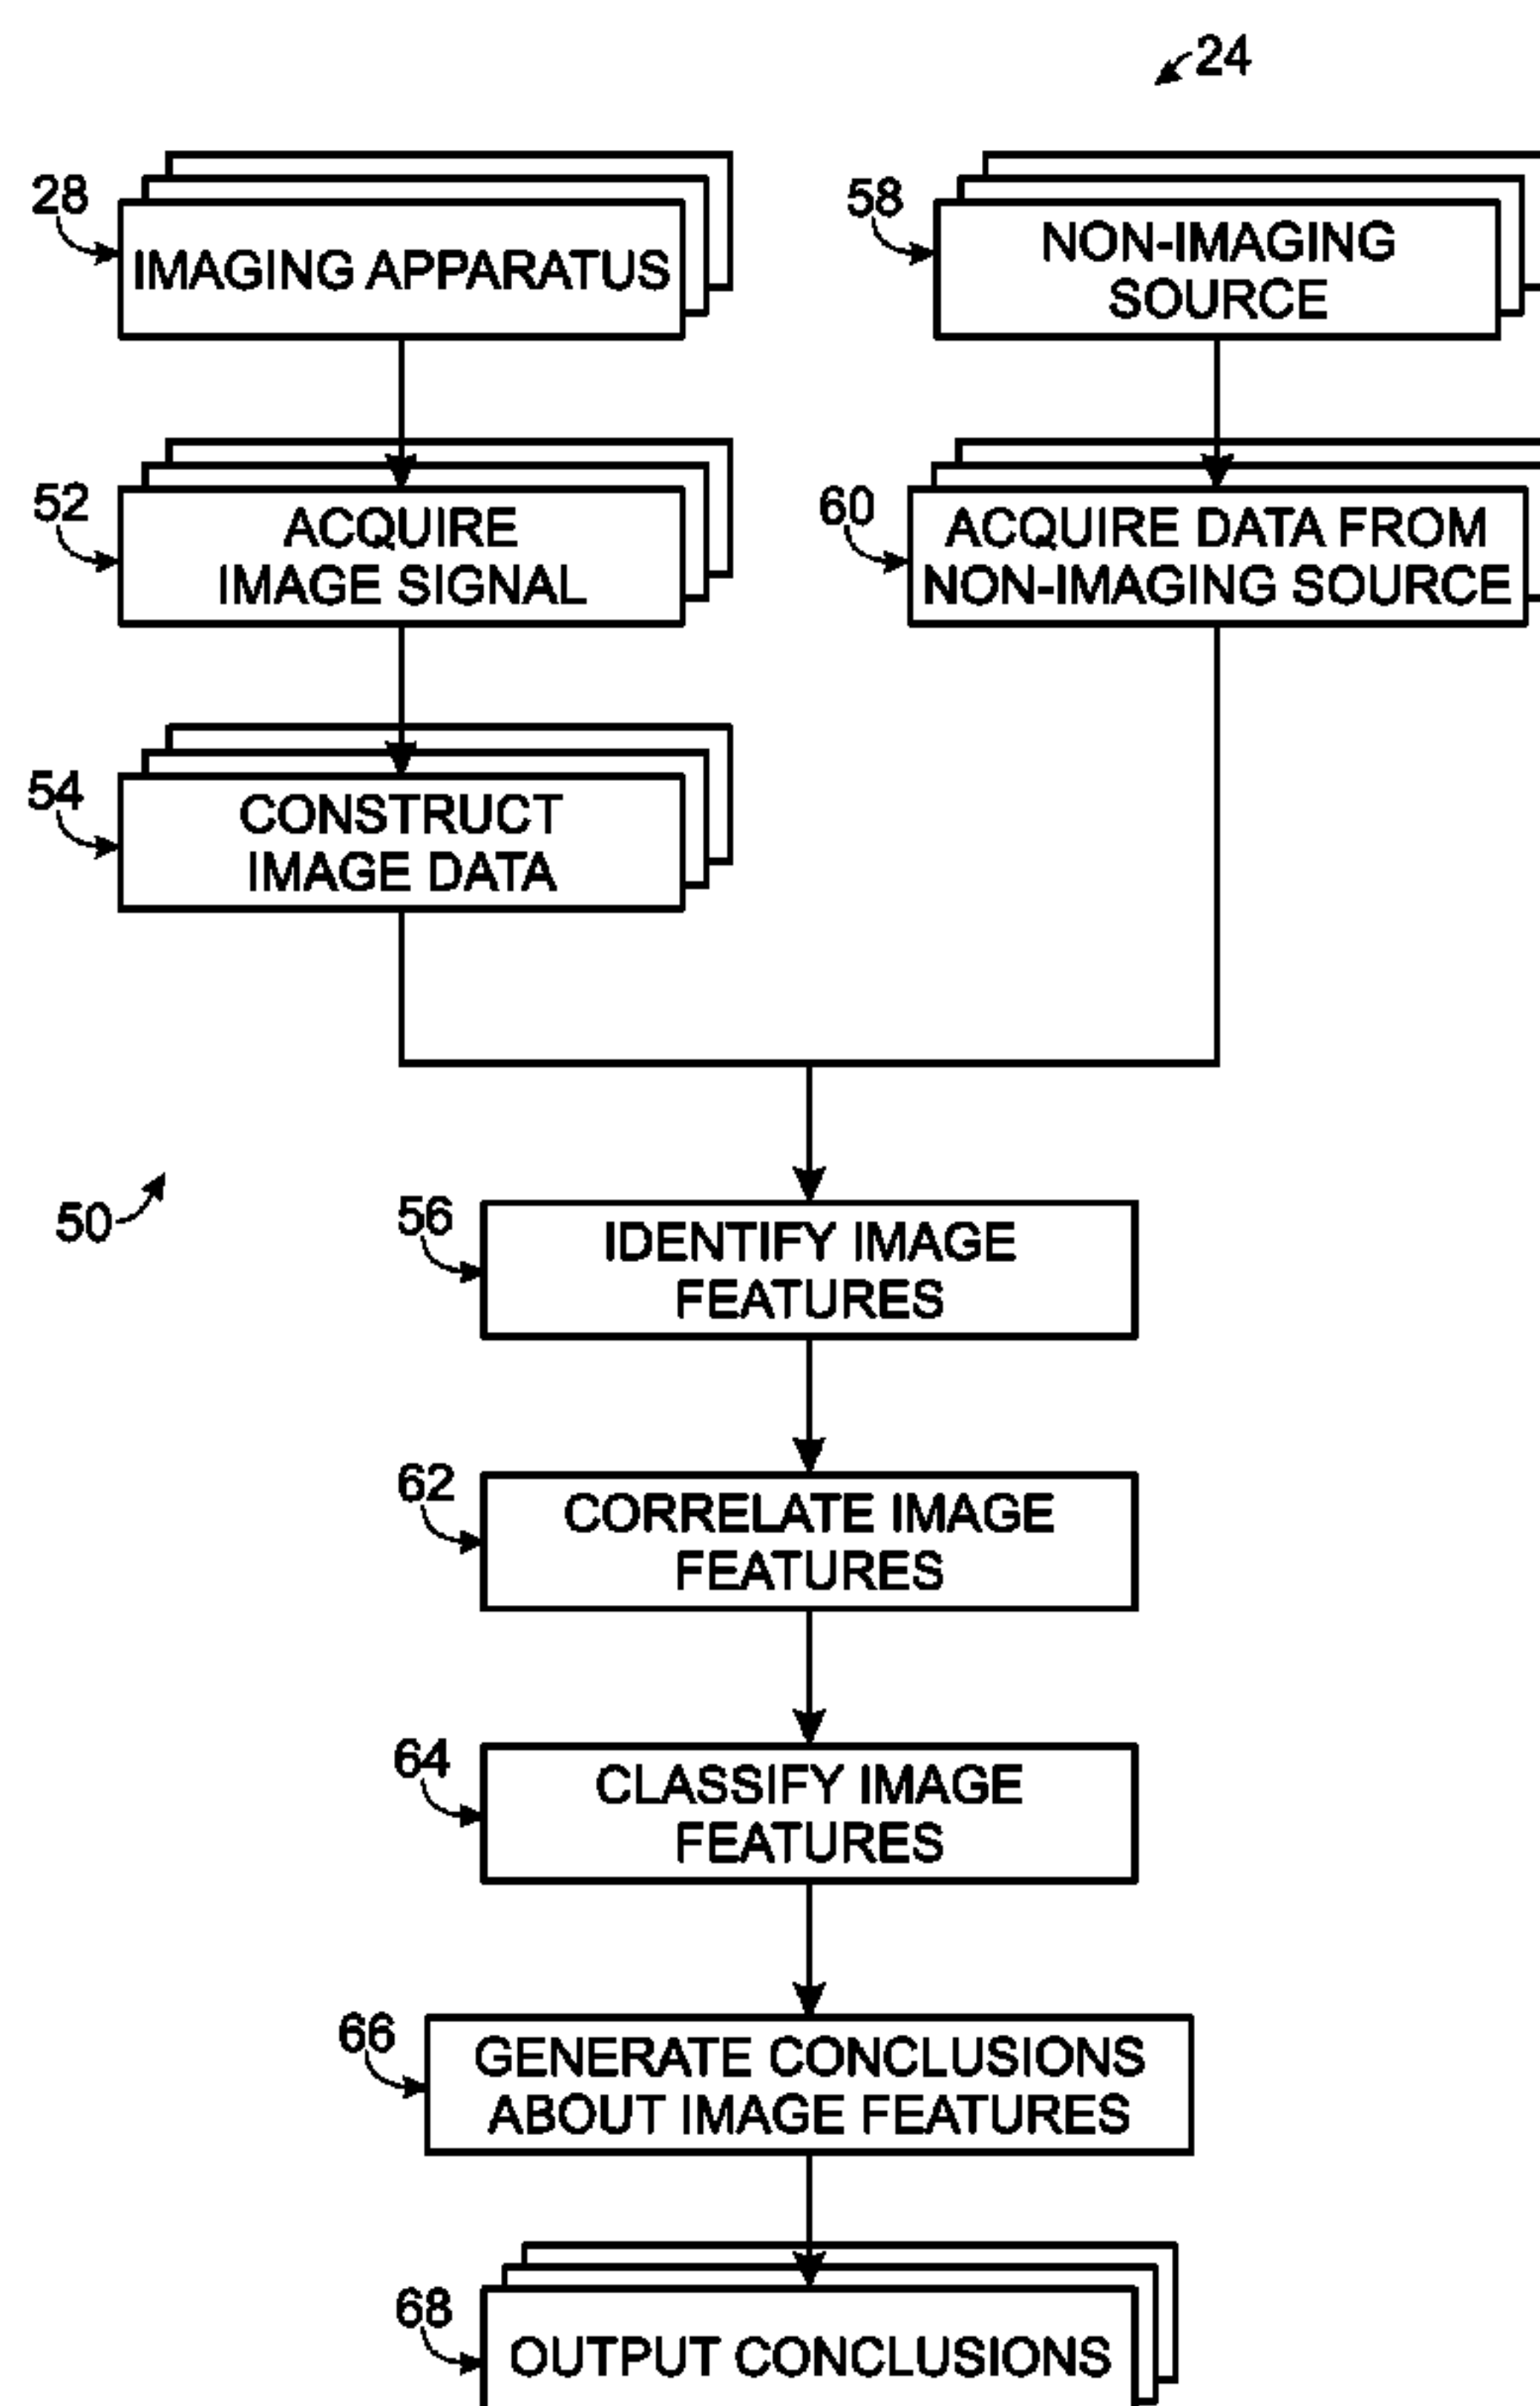 24
28
IMAGING APPARATUS
58
NON-IMAGING
SOURCE
52
ACQUIRE
IMAGE SIGNAL
60
ACQUIRE DATA FROM
NON-IMAGING SOURCE
54
CONSTRUCT
IMAGE DATA
50
56
IDENTIFY IMAGE
FEATURES
62
CORRELATE IMAGE
FEATURES
64
CLASSIFY IMAGE
FEATURES
66
GENERATE CONCLUSIONS
ABOUT IMAGE FEATURES
68
OUTPUT CONCLUSIONS